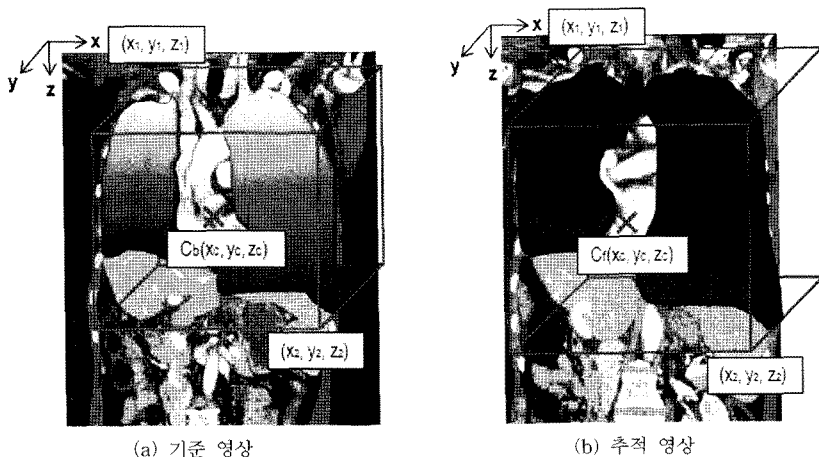 x (x₁, y₁, z₁)
y
z
Cb(xc, yc, zc)
(x₂, y₂, z₂)
(a) 기준 영상
x (x₁, y₁, z₁)
y
z
Cf(xc, yc, zc)
(x₂, y₂, z₂)
(b) 추적 영상